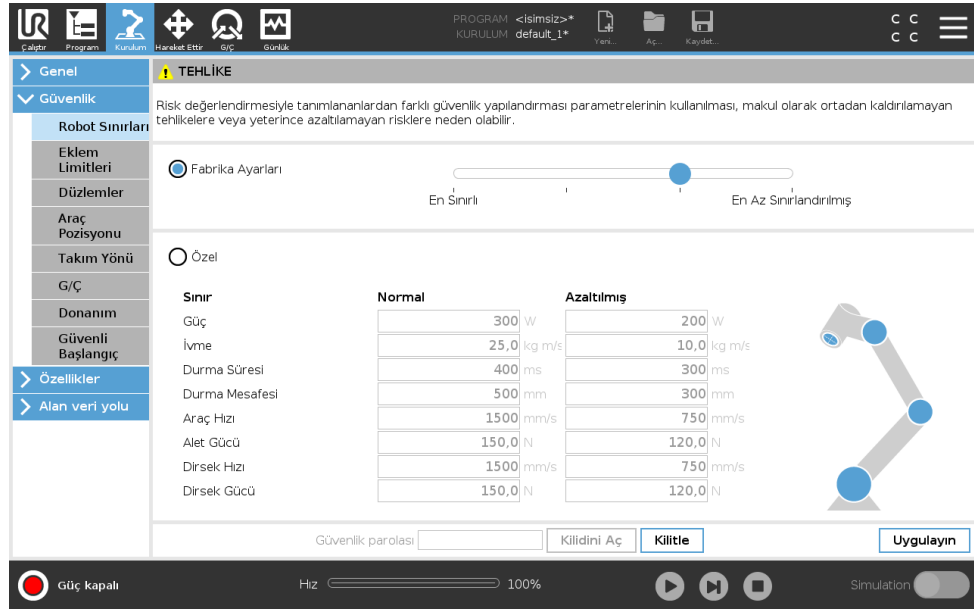 UR
Çalıştır Program Kurulum Hareket Ettir G/Ç Günlük
PROGRAM <isimsiz>*
KURULUM default_1*
Yeni... Aç... Kaydet...
C C
C C
Genel
Güvenlik
Robot Sınırları
Eklem
Limitleri
Düzlemler
Araç
Pozisyonu
Takım Yönü
G/Ç
Donanım
Güvenli
Başlangıç
Özellikler
Alan veri yolu
TEHLİKE
Risk değerlendirmesiyle tanımlananlardan farklı güvenlik yapılandırması parametrelerinin kullanılması, makul olarak ortadan kaldırılamayan
tehlikelere veya yeterince azaltılamayan risklere neden olabilir.
Fabrika Ayarları
En Sınırlı En Az Sınırlandırılmış
Özel
Sınır Normal Azaltılmış
Güç 300 W 200 W
İvme 25,0 kg m/s 10,0 kg m/s
Durma Süresi 400 ms 300 ms
Durma Mesafesi 500 mm 300 mm
Araç Hızı 1500 mm/s 750 mm/s
Alet Gücü 150,0 N 120,0 N
Dirsek Hızı 1500 mm/s 750 mm/s
Dirsek Gücü 150,0 N 120,0 N
Güvenlik parolası Kilidini Aç Kilitle Uygulayın
Güç kapalı Hız 100% Simulation